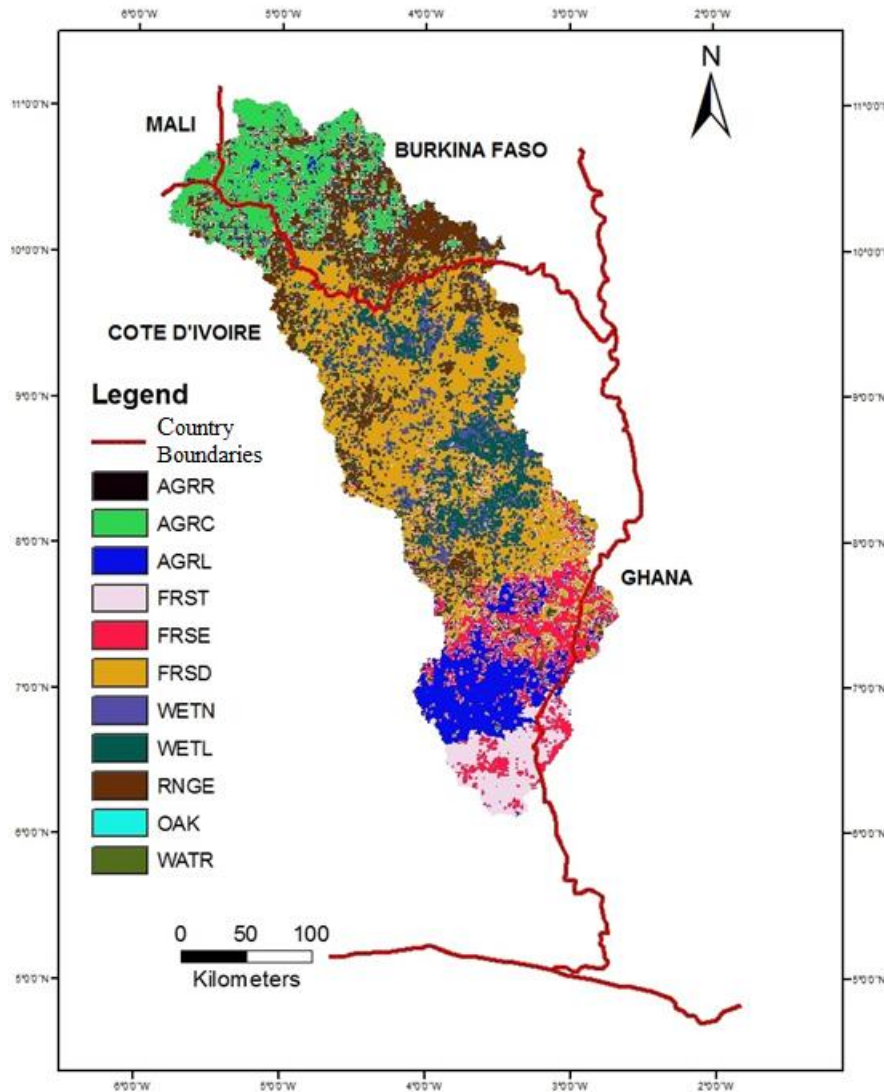 6°0'0"W 5°0'0"W 4°0'0"W 3°0'0"W 2°0'0"W
N
11°0'0"N 11°0'0"N
MALI
BURKINA FASO
10°0'0"N 10°0'0"N
COTE D'IVOIRE
9°0'0"N 9°0'0"N
Legend
Country
Boundaries
AGRR
AGRC
8°0'0"N 8°0'0"N
AGRL
GHANA
FRST
FRSE
FRSD
7°0'0"N 7°0'0"N
WETN
WETL
RNGE
OAK
6°0'0"N 6°0'0"N
WATR
0 50 100
Kilometers
5°0'0"N 5°0'0"N
6°0'0"W 5°0'0"W 4°0'0"W 3°0'0"W 2°0'0"W